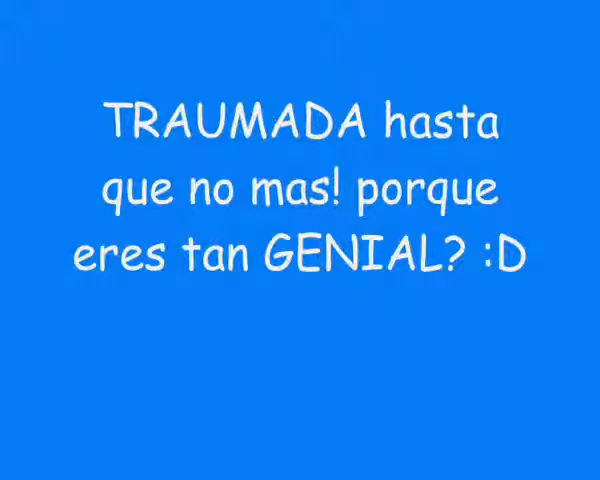 TRAUMADA hasta
que no mas! porque
eres tan GENIAL? :D